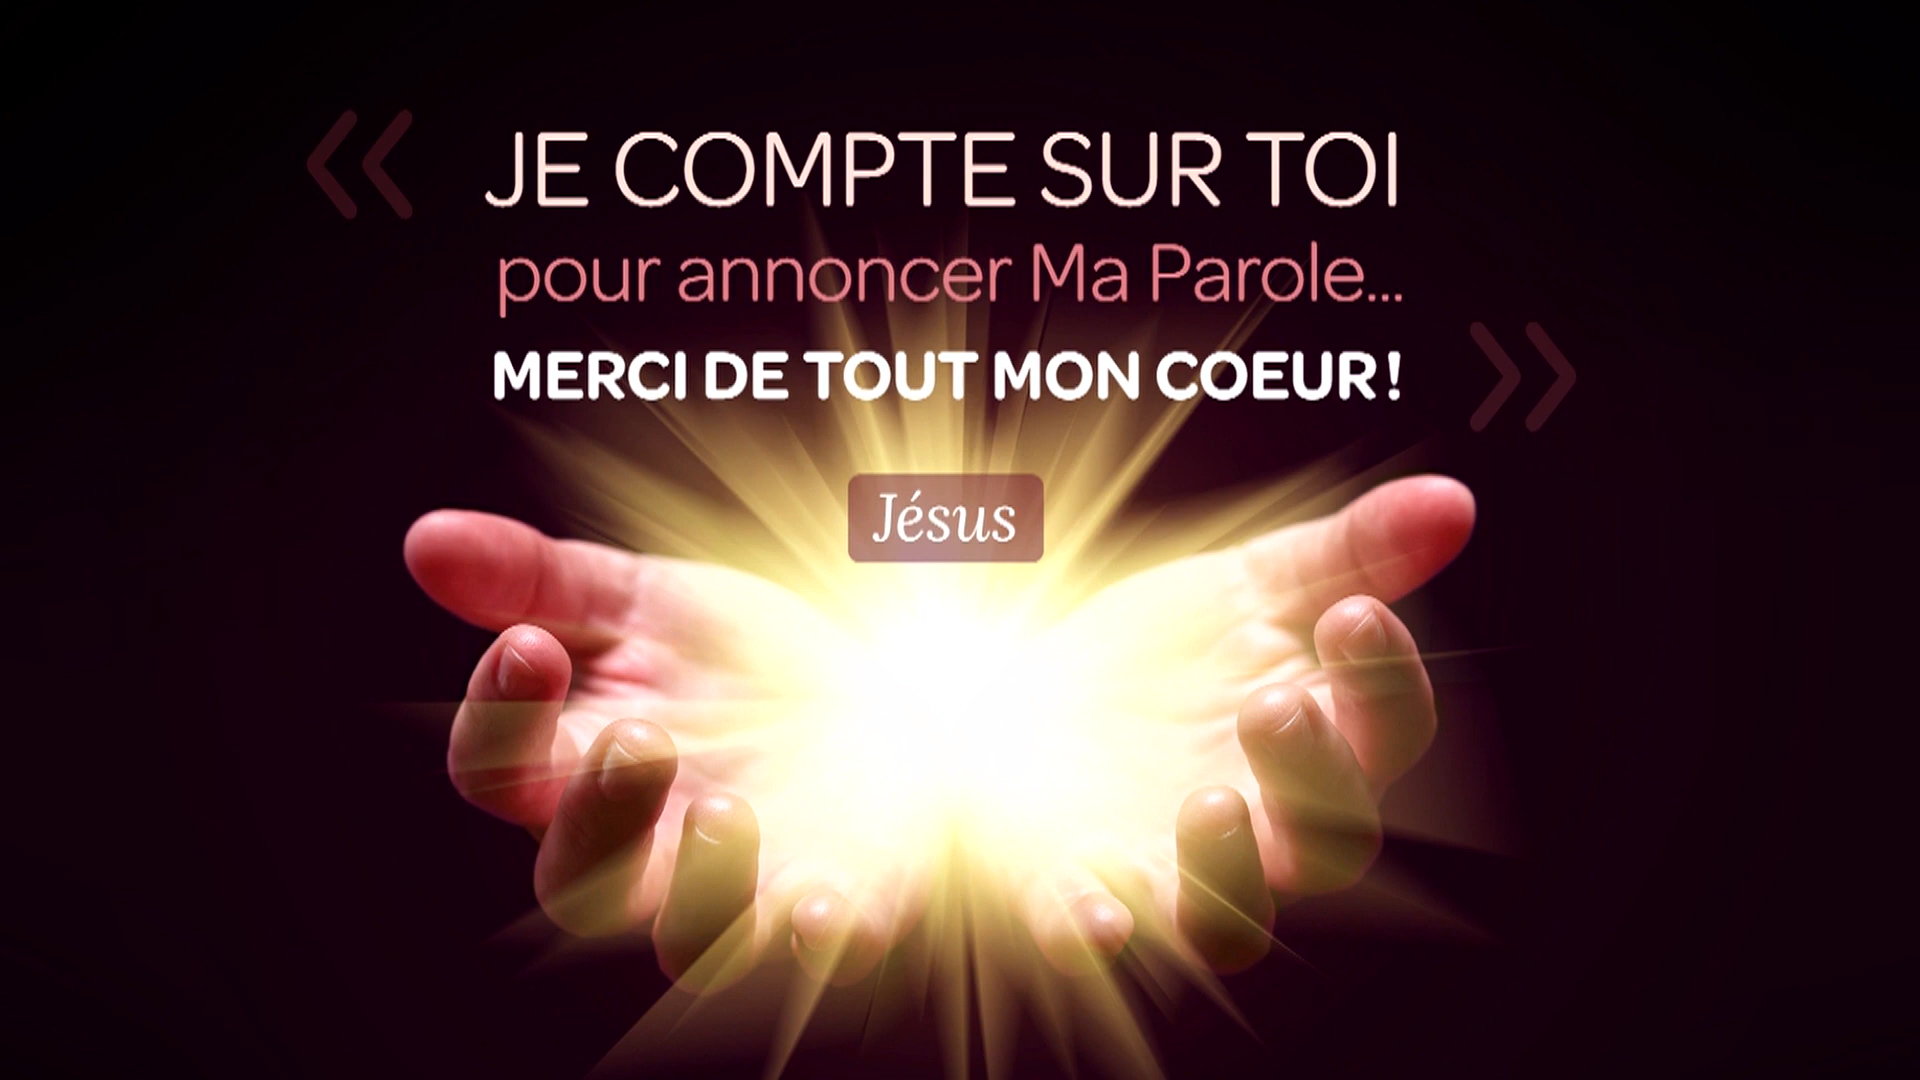 « JE COMPTE SUR TOI
pour annoncer Ma Parole...
MERCI DE TOUT MON COEUR ! »
Jésus